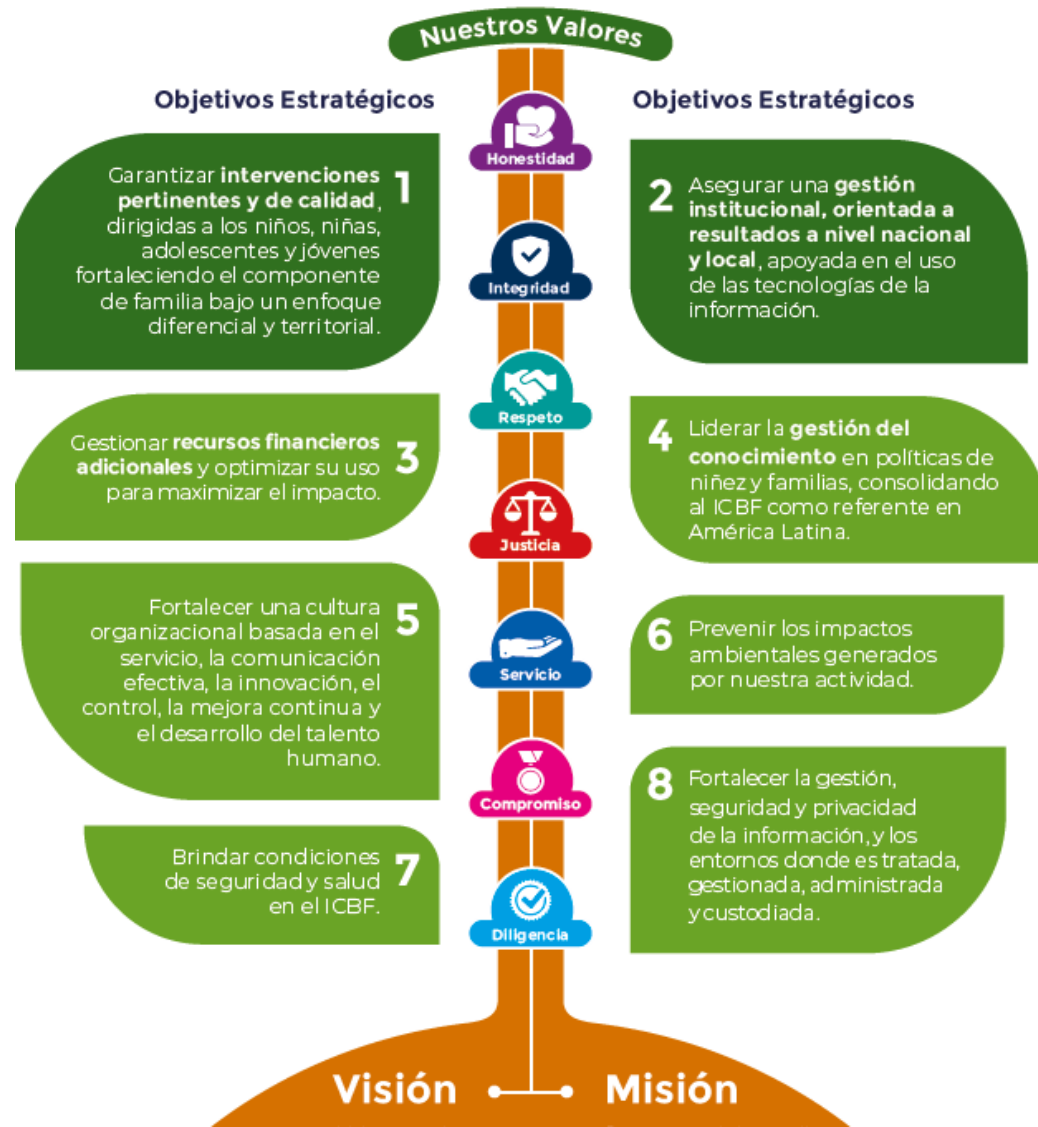 Nuestros Valores
Objetivos Estratégicos
Objetivos Estratégicos
Honestidad
1
Garantizar intervenciones
pertinentes y de calidad,
dirigidas a los niños, niñas,
adolescentes y jóvenes
fortaleciendo el componente
de familia bajo un enfoque
diferencial y territorial.
2
Asegurar una gestión
institucional, orientada a
resultados a nivel nacional
y local, apoyada en el uso
de las tecnologías de la
información.
Integridad
Respeto
3
Gestionar recursos financieros
adicionales y optimizar su uso
para maximizar el impacto.
4
Liderar la gestión del
conocimiento en políticas de
niñez y familias, consolidando
al ICBF como referente en
América Latina.
Justicia
5
Fortalecer una cultura
organizacional basada en el
servicio, la comunicación
efectiva, la innovación, el
control, la mejora continua y
el desarrollo del talento
humano.
6
Prevenir los impactos
ambientales generados
por nuestra actividad.
Servicio
Compromiso
7
Brindar condiciones
de seguridad y salud
en el ICBF.
8
Fortalecer la gestión,
seguridad y privacidad
de la información, y los
entornos donde es tratada,
gestionada, administrada
y custodiada.
Diligencia
Visión
Misión